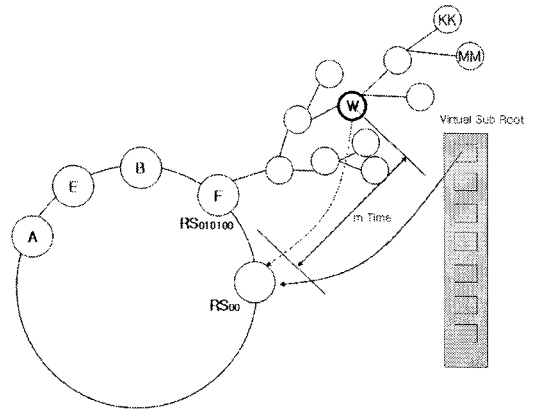 KK
MM
W
Virtual Sub Root
B
E
F
m Time
RS010100
A
RS00